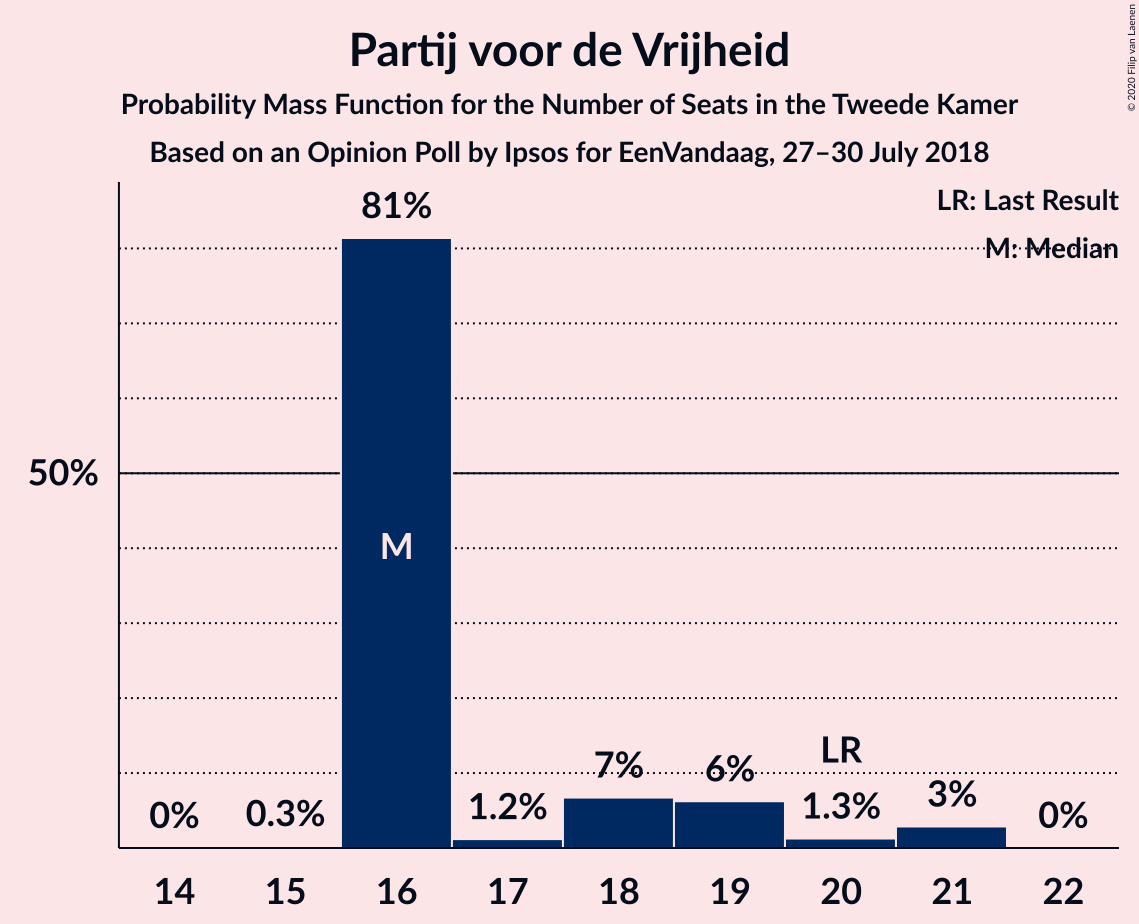 Partij voor de Vrijheid
Probability Mass Function for the Number of Seats in the Tweede Kamer
Based on an Opinion Poll by Ipsos for EenVandaag, 27–30 July 2018
© 2020 Filip van Laenen
LR: Last Result
M: Median
81%
50%
M
LR
0% 0.3% 1.2% 7% 6% 1.3% 3% 0%
14 15 16 17 18 19 20 21 22